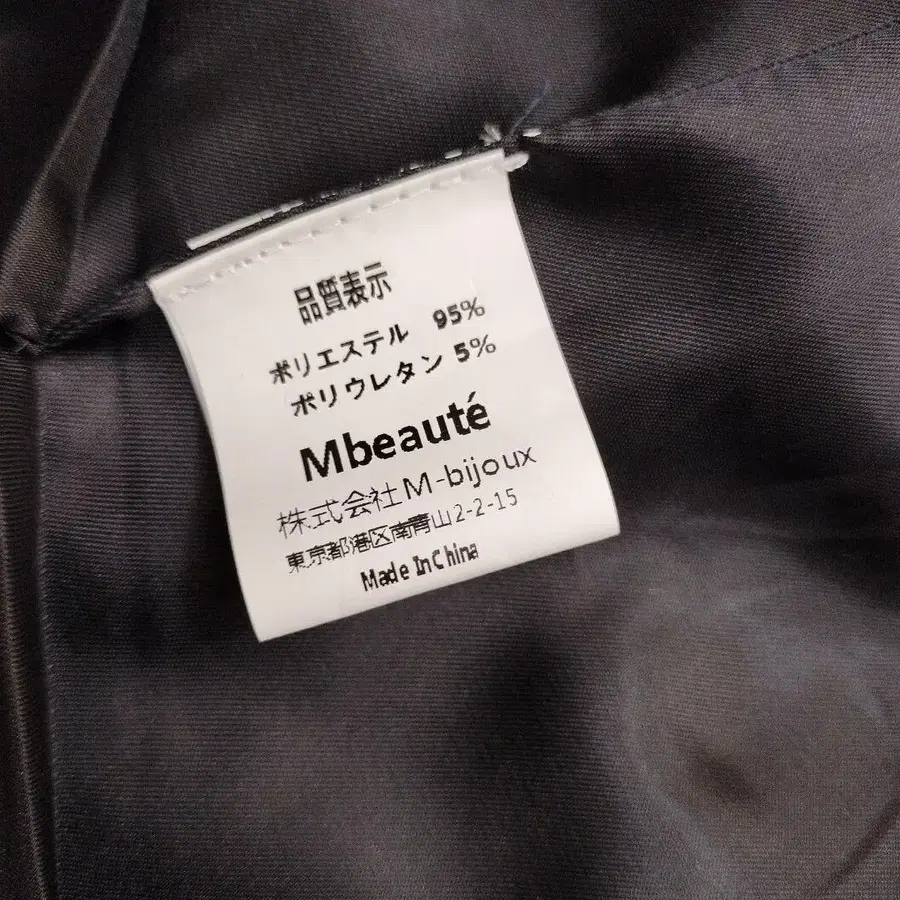 品質表示
ポリエステル 95%
ポリウレタン 5%
Mbeauté
株式会社M-bijoux
東京都港区南青山2-2-15
Made In China